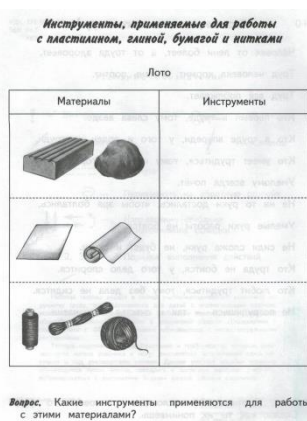 Инструменты, применяемые для работы
с пластилином, глиной, бумагой и нитками
Лото
Материалы Инструменты
Вопрос. Какие инструменты применяются для работы
с этими материалами?